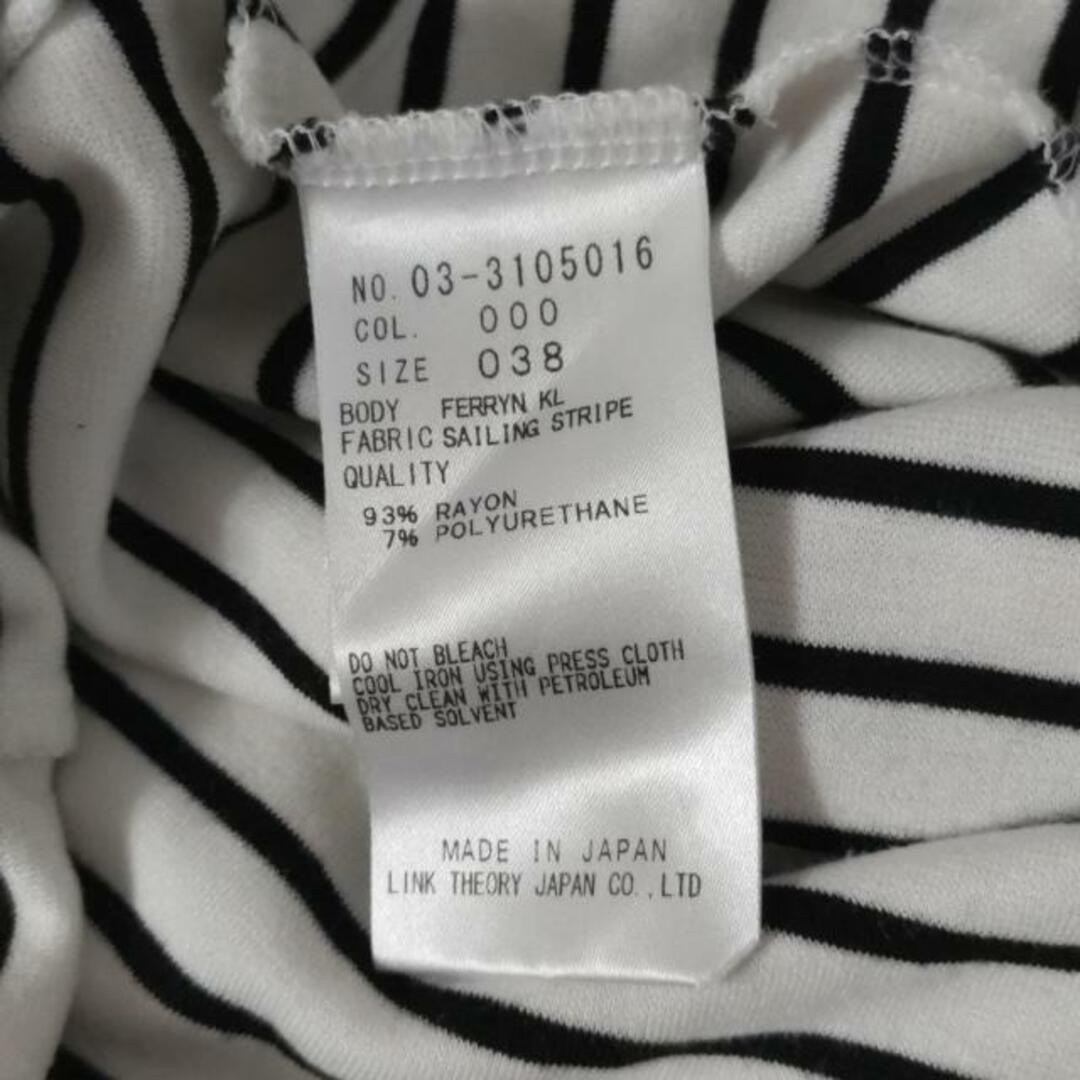 NO. 03-3105016
COL. 000
SIZE 038
BODY FERRYN KL
FABRIC SAILING STRIPE
QUALITY
93% RAYON
7% POLYURETHANE
DO NOT BLEACH
COOL IRON USING PRESS CLOTH
DRY CLEAN WITH PETROLEUM
BASED SOLVENT
MADE IN JAPAN
LINK THEORY JAPAN CO.,LTD